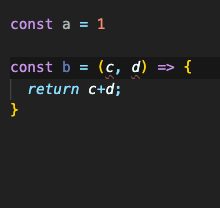 const a = 1
const b = (c, d) => {
  return c+d;
}